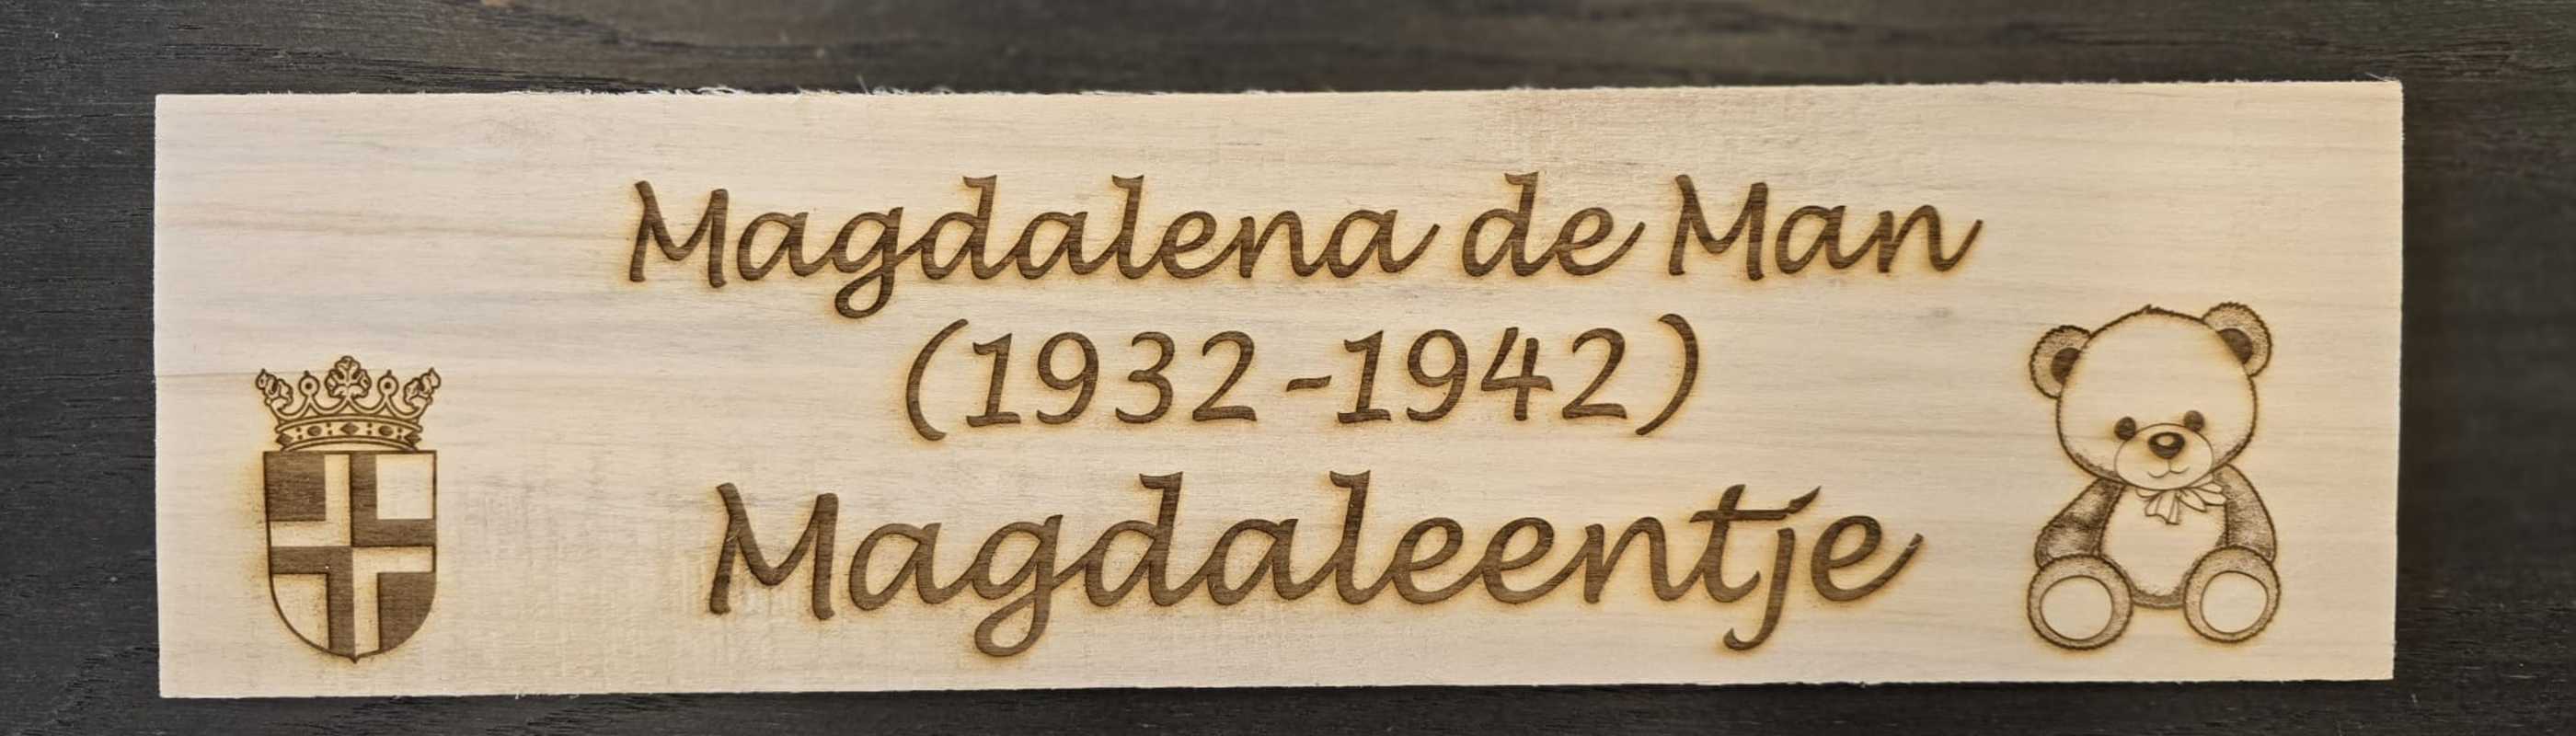 Magdalena de Man
(1932-1942)
Magdaleentje